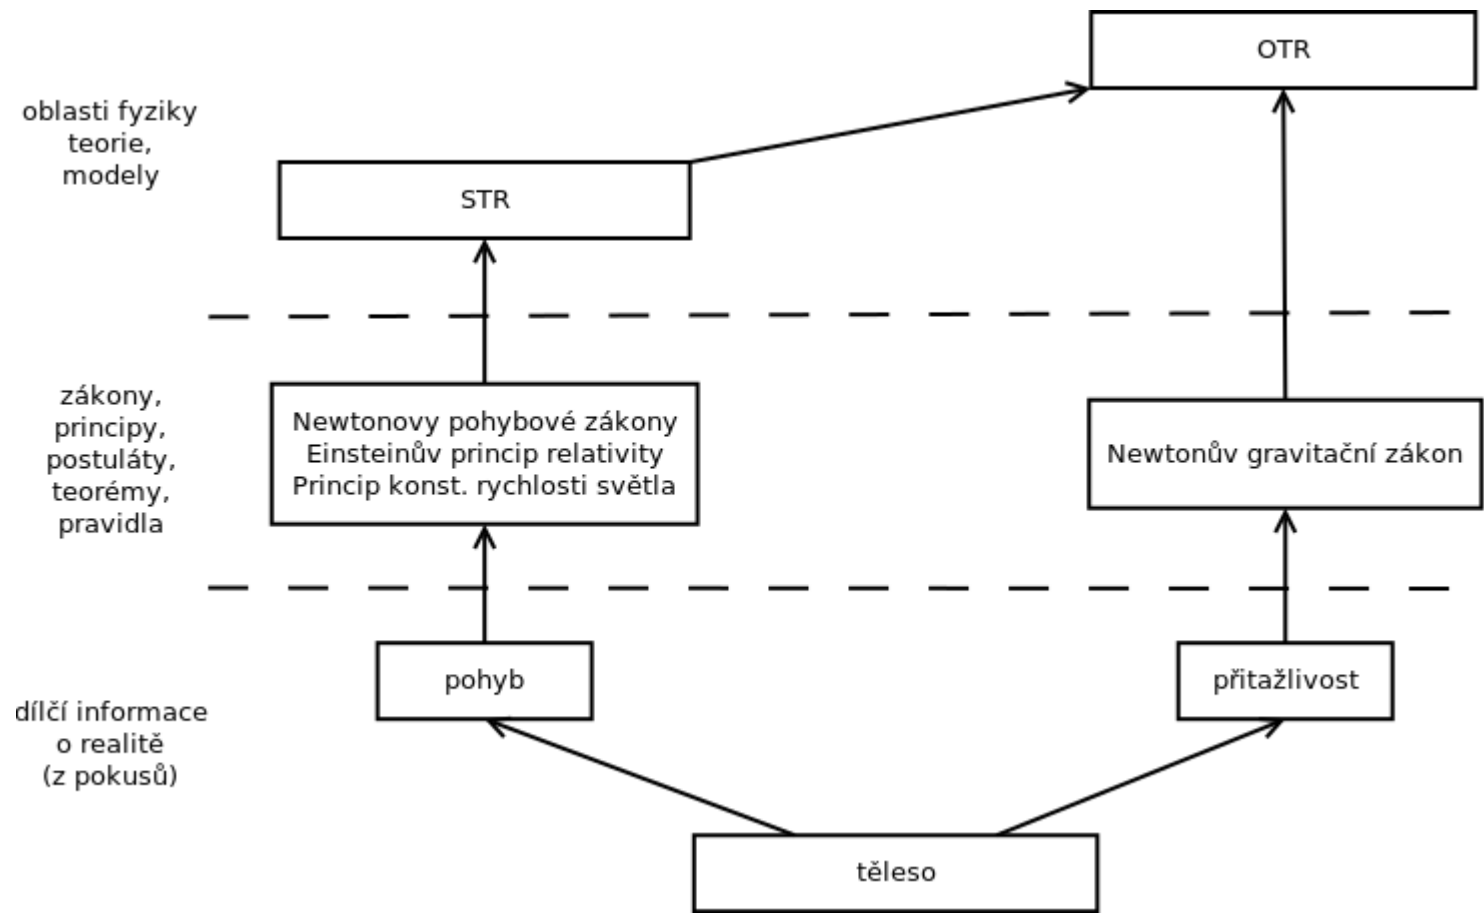 OTR
oblasti fyziky
teorie,
modely
STR
zákony,
principy,
postuláty,
teorémy,
pravidla
Newtonovy pohybové zákony
Einsteinův princip relativity
Princip konst. rychlosti světla
Newtonův gravitační zákon
pohyb
přitažlivost
dílčí informace
o realitě
(z pokusů)
těleso